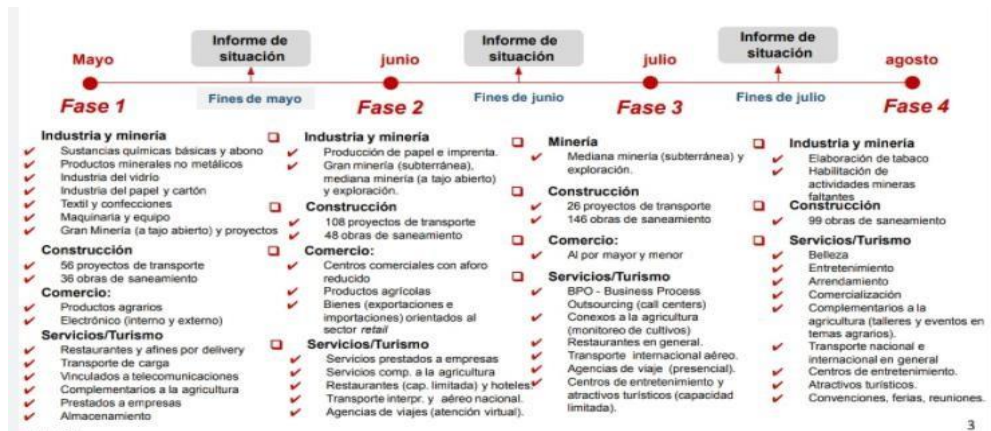 Informe de
situación
Informe de
situación
Informe de
situación
Mayo
junio
julio
agosto
Fines de mayo
Fines de junio
Fines de julio
Fase 1
Fase 2
Fase 3
Fase 4
Industria y minería
Sustancias químicas básicas y abono
Productos minerales no metálicos
Industria del vidrío
Industria del papel y cartón
Textil y confecciones
Maquinaria y equipo
Gran Minería (a tajo abierto) y proyectos
Construcción
56 proyectos de transporte
36 obras de saneamiento
Comercio:
Productos agrarios
Electrónico (interno y externo)
Servicios/Turismo
Restaurantes y afines por delivery
Transporte de carga
Vinculados a telecomunicaciones
Complementarios a la agricultura
Prestados a empresas
Almacenamiento
Industria y minería
Producción de papel e imprenta.
Gran minería (subterránea),
mediana minería (a tajo abierto)
y exploración.
Construcción
108 proyectos de transporte
48 obras de saneamiento
Comercio:
Centros comerciales con aforo
reducido
Productos agrícolas
Bienes (exportaciones e
importaciones) orientados al
sector retail
Servicios/Turismo
Servicios prestados a empresas
Servicios comp. a la agricultura
Restaurantes (cap. limitada) y hoteles.
Transporte interpr. y aéreo nacional.
Agencias de viajes (atención virtual).
Minería
Mediana minería (subterránea) y
exploración.
Construcción
26 proyectos de transporte
146 obras de saneamiento
Comercio:
Al por mayor y menor
Servicios/Turismo
BPO - Business Process
Outsourcing (call centers)
Conexos a la agricultura
(monitoreo de cultivos)
Restaurantes en general.
Transporte internacional aéreo.
Agencias de viaje (presencial).
Centros de entretenimiento y
atractivos turísticos (capacidad
limitada).
Industria y minería
Elaboración de tabaco
Habilitación de
actividades mineras
faltantes
Construcción
99 obras de saneamiento
Servicios/Turismo
Belleza
Entretenimiento
Arrendamiento
Comercialización
Complementarios a la
agricultura (talleres y eventos en
temas agrarios).
Transporte nacional e
internacional en general
Centros de entretenimiento.
Atractivos turísticos.
Convenciones, ferias, reuniones.
3